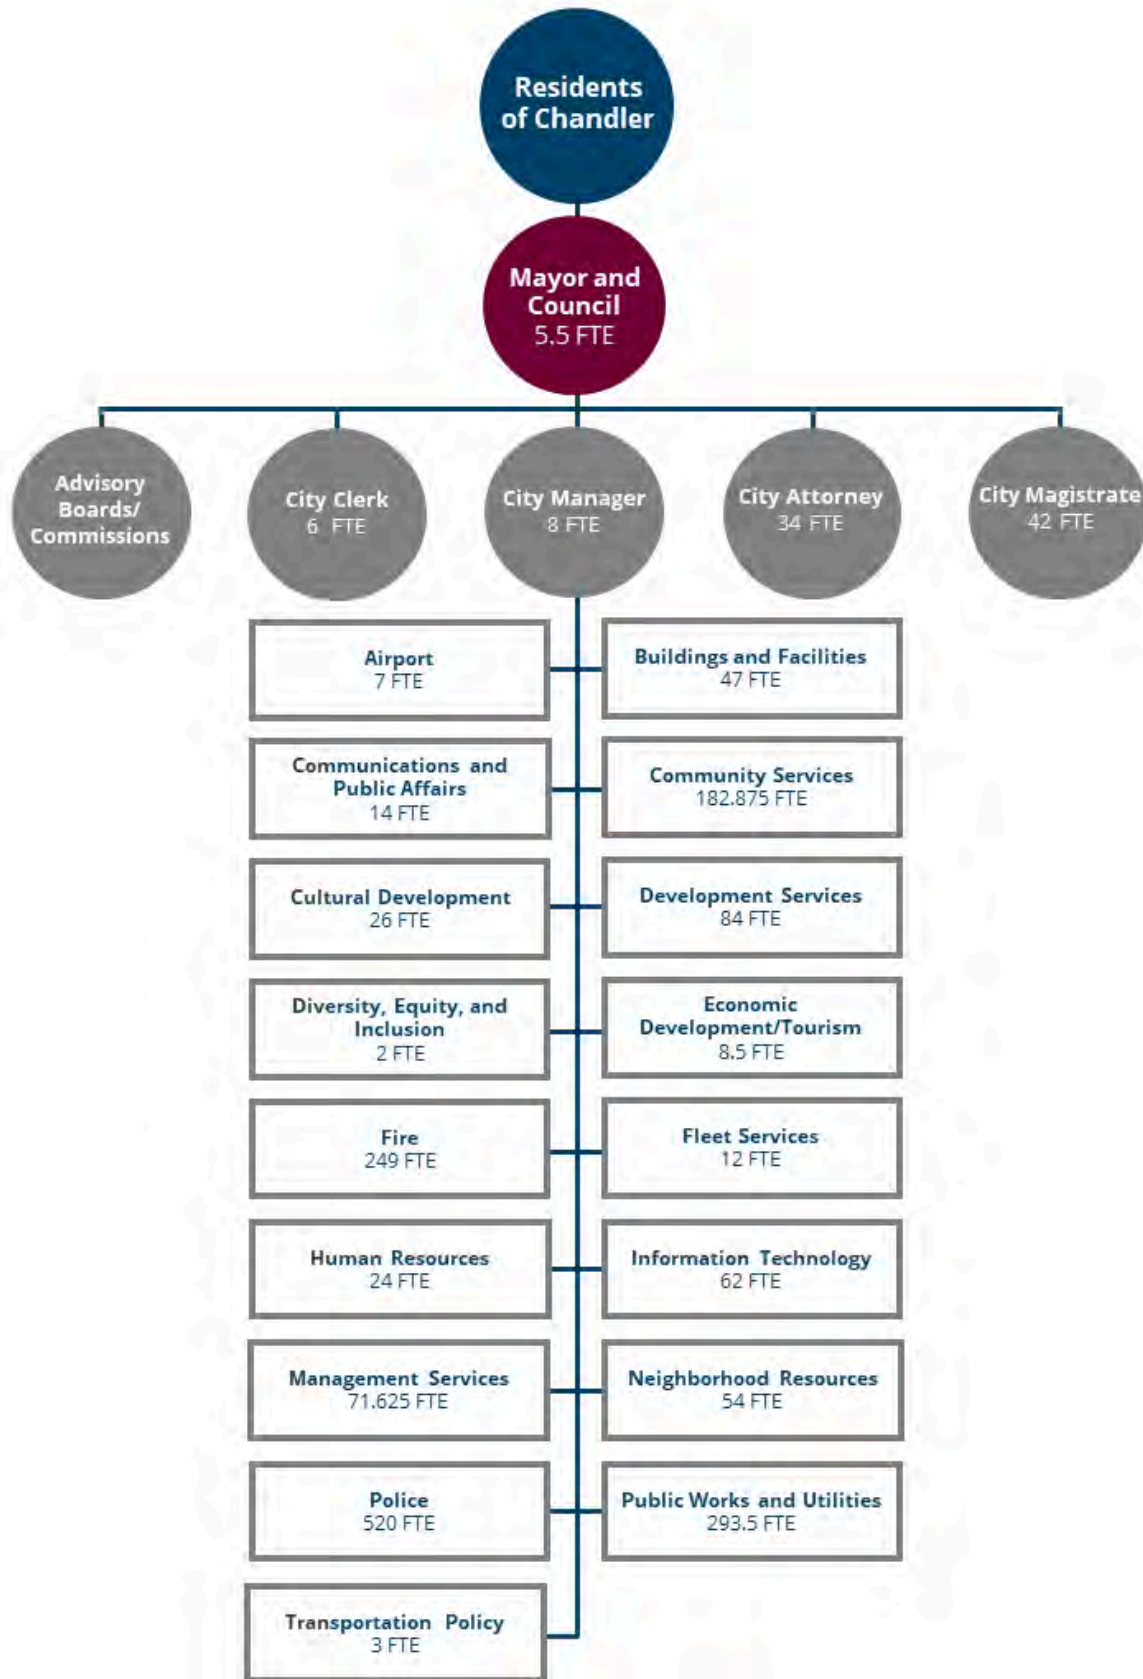 Residents
of Chandler
Mayor and
Council
5.5 FTE
Advisory
Boards/
Commissions
City Clerk
6 FTE
City Manager
8 FTE
City Attorney
34 FTE
City Magistrate
42 FTE
Airport
7 FTE
Buildings and Facilities
47 FTE
Communications and
Public Affairs
14 FTE
Community Services
182.875 FTE
Cultural Development
26 FTE
Development Services
84 FTE
Diversity, Equity, and
Inclusion
2 FTE
Economic
Development/Tourism
8.5 FTE
Fire
249 FTE
Fleet Services
12 FTE
Human Resources
24 FTE
Information Technology
62 FTE
Management Services
71.625 FTE
Neighborhood Resources
54 FTE
Police
520 FTE
Public Works and Utilities
293.5 FTE
Transportation Policy
3 FTE